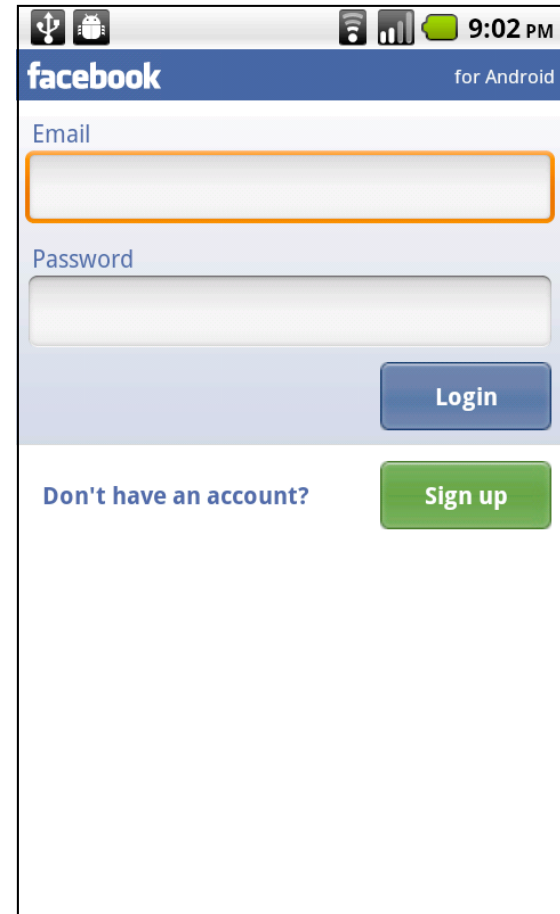 9:02 PM
facebook for Android
Email
Password
Login
Don't have an account? Sign up